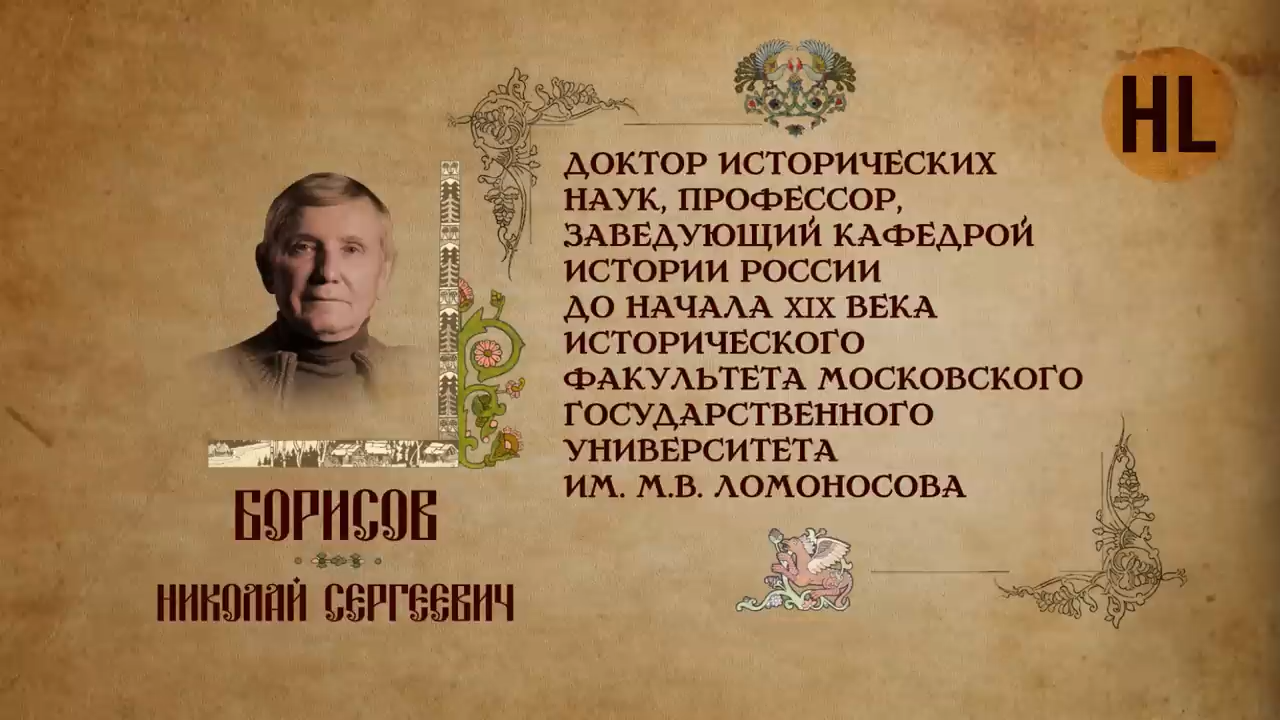 HL
ДОКТОР ИСТОРИЧЕСКИХ
НАУК, ПРОФЕССОР,
ЗАВЕДУЮЩИЙ КАФЕДРОЙ
ИСТОРИИ РОССИИ
ДО НАЧАЛА XIX ВЕКА
ИСТОРИЧЕСКОГО
ФАКУЛЬТЕТА МОСКОВСКОГО
ГОСУДАРСТВЕННОГО
УНИВЕРСИТЕТА
ИМ. М.В. ЛОМОНОСОВА
БОРИСОВ
НИКОЛАЙ СЕРГЕЕВИЧ